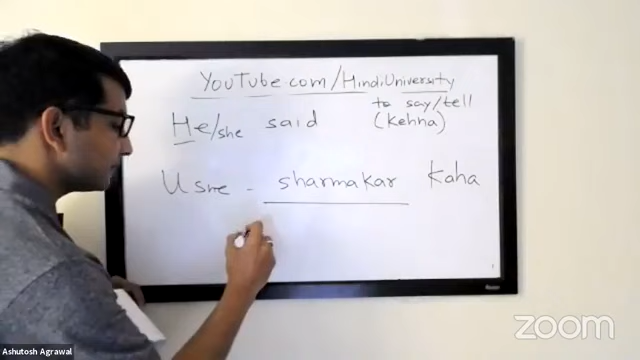 YouTube.com/HindiUniversity
to say/tell
He/she said (kehna)
Usne - sharmakar kaha
Ashutosh Agrawal
zoom